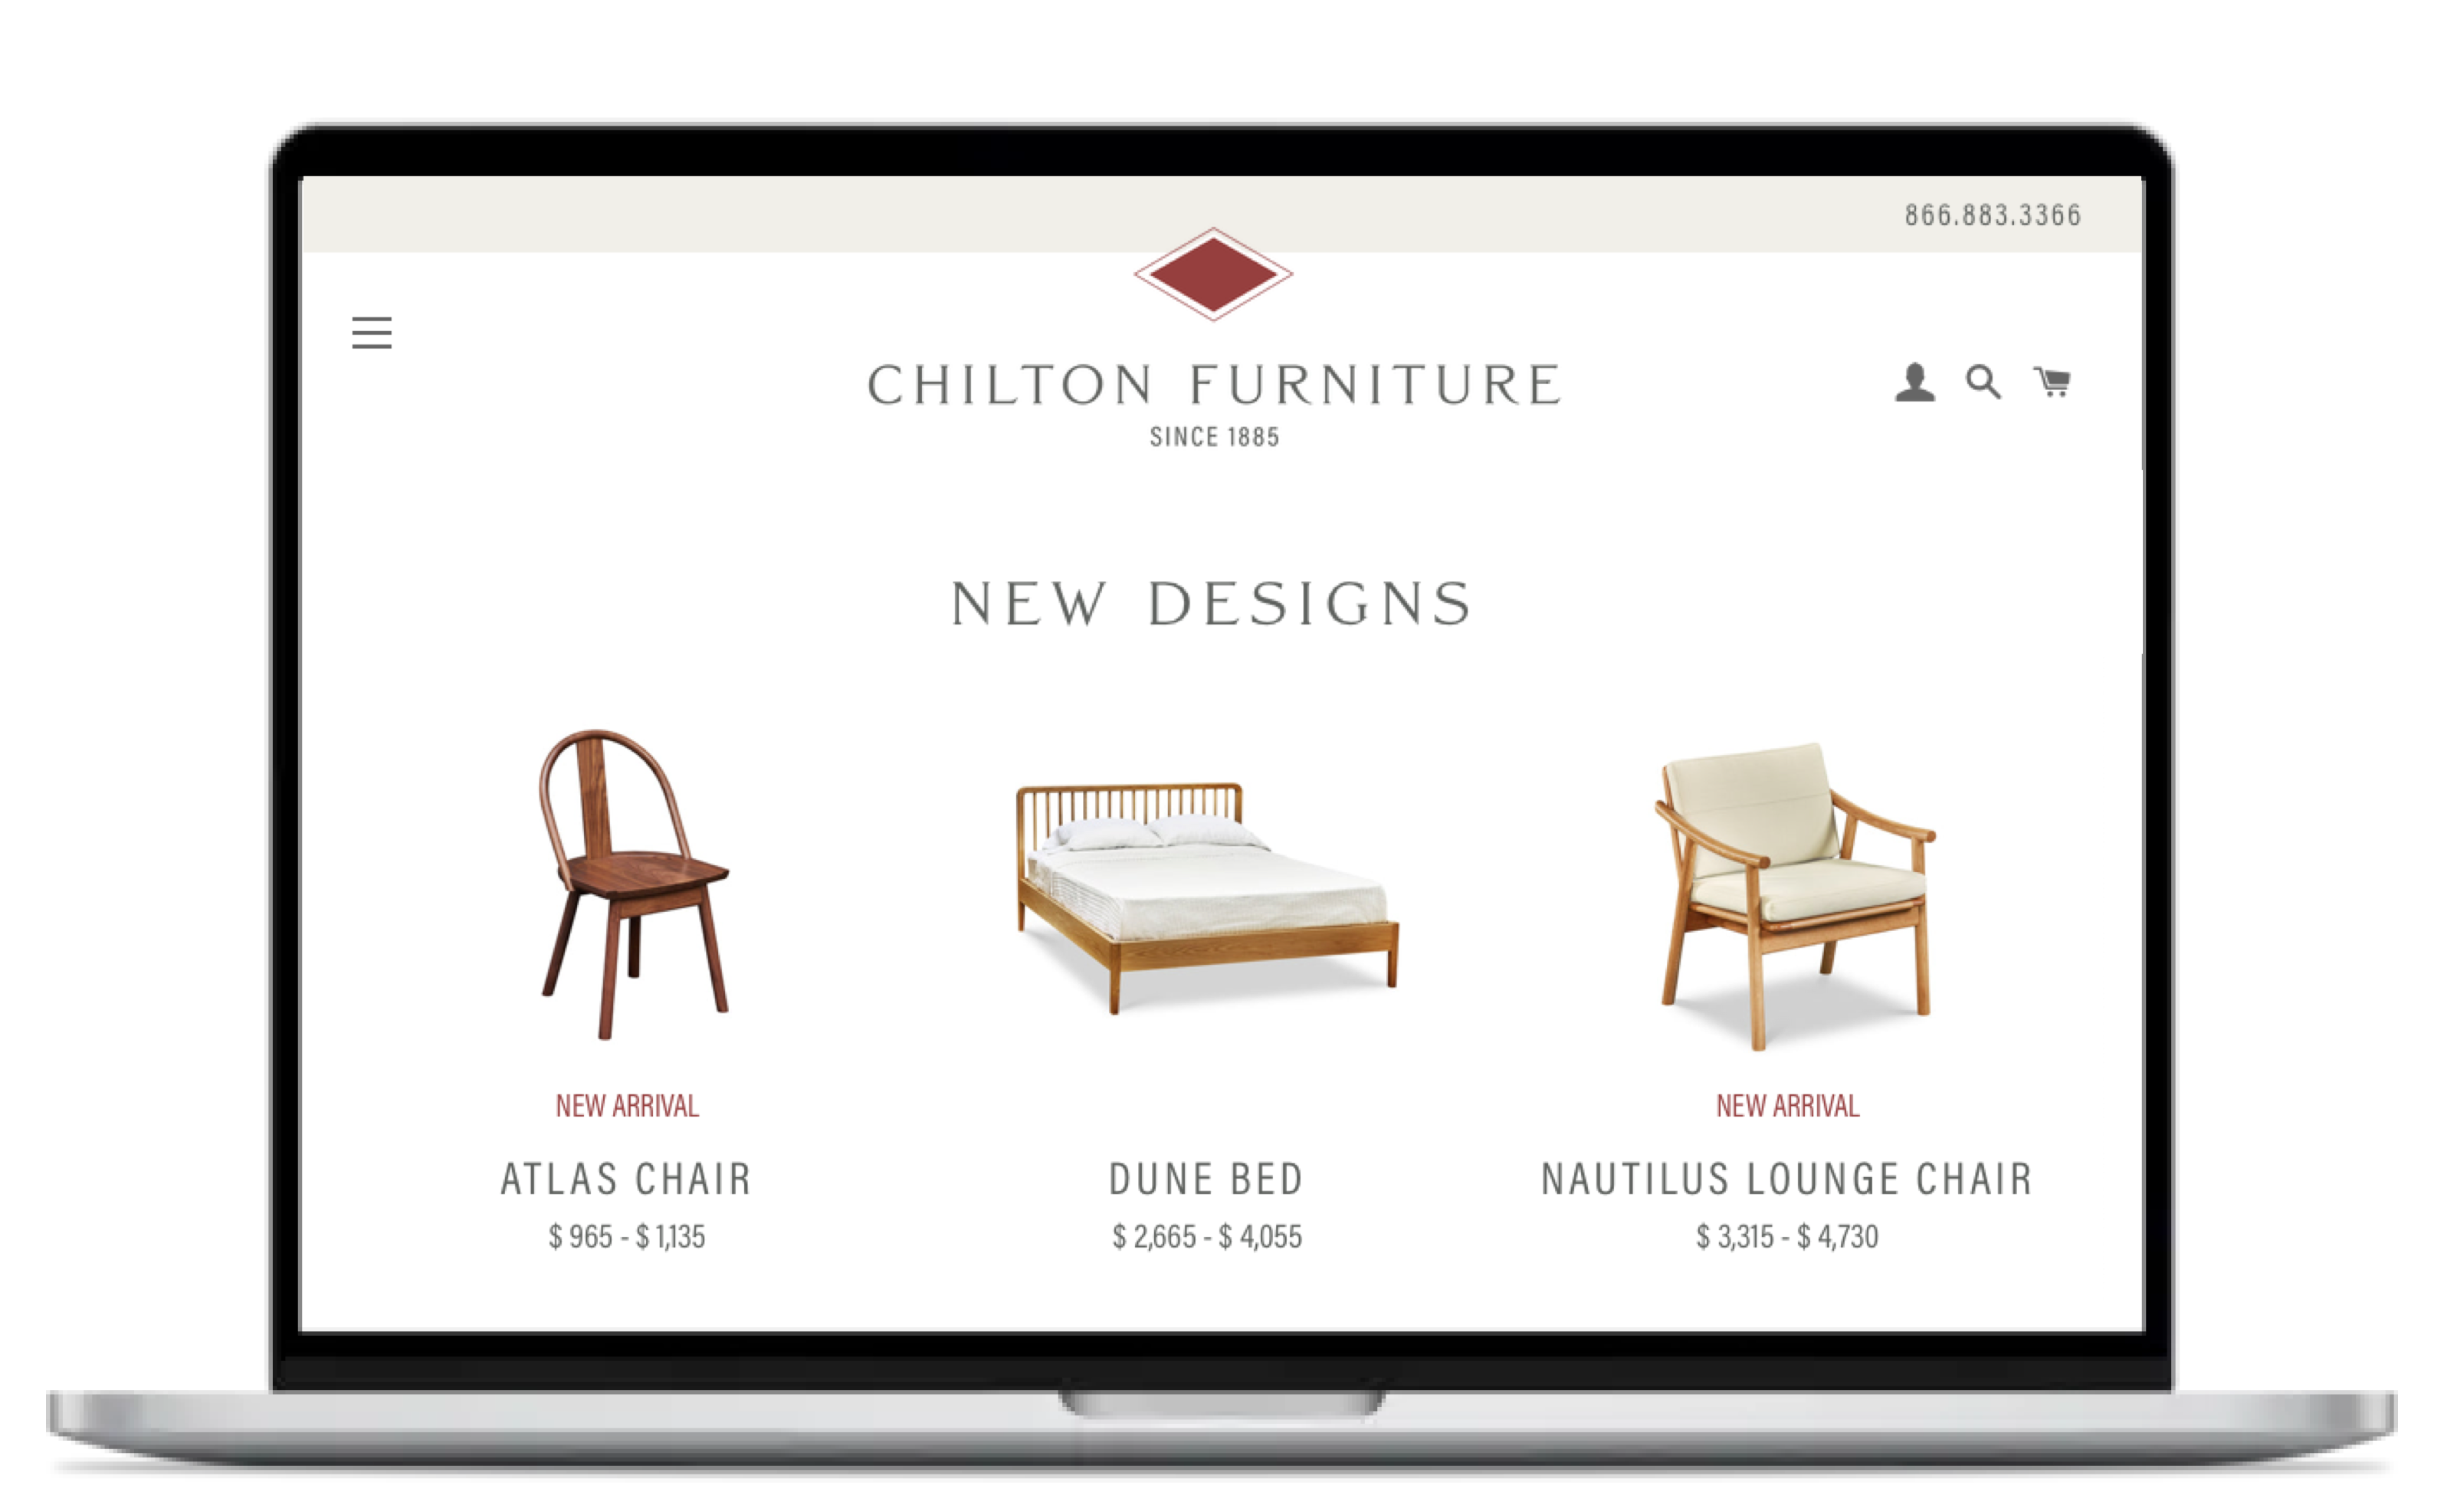 866.883.3366
CHILTON FURNITURE
SINCE 1885
NEW DESIGNS
NEW ARRIVAL
ATLAS CHAIR
$ 965 - $ 1,135
DUNE BED
$ 2,665 - $ 4,055
NEW ARRIVAL
NAUTILUS LOUNGE CHAIR
$ 3,315 - $ 4,730